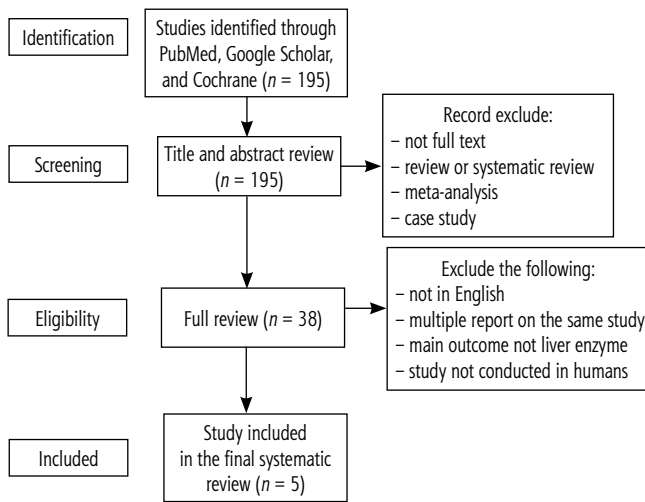 Identification
Studies identified through
PubMed, Google Scholar,
and Cochrane (n = 195)
Screening
Title and abstract review
(n = 195)
Record exclude:
– not full text
– review or systematic review
– meta-analysis
– case study
Eligibility
Full review (n = 38)
Exclude the following:
– not in English
– multiple report on the same study
– main outcome not liver enzyme
– study not conducted in humans
Included
Study included
in the final systematic
review (n = 5)